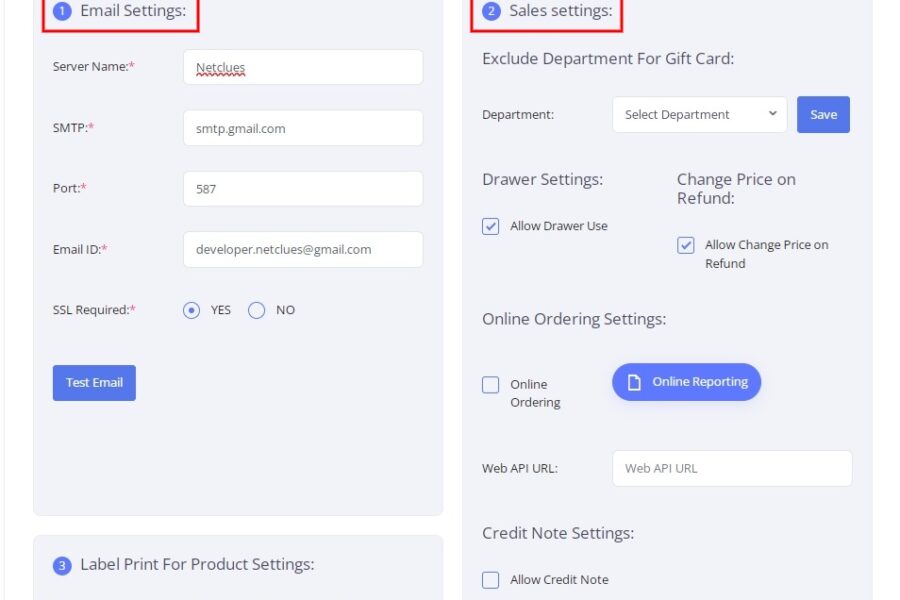 1 Email Settings:
Server Name:* Netclues
SMTP:* smtp.gmail.com
Port:* 587
Email ID:* developer.netclues@gmail.com
SSL Required:* YES NO
Test Email
3 Label Print For Product Settings:
2 Sales settings:
Exclude Department For Gift Card:
Department: Select Department Save
Drawer Settings:
Allow Drawer Use
Change Price on
Refund:
Allow Change Price on
Refund
Online Ordering Settings:
Online
Ordering
Online Reporting
Web API URL: Web API URL
Credit Note Settings:
Allow Credit Note